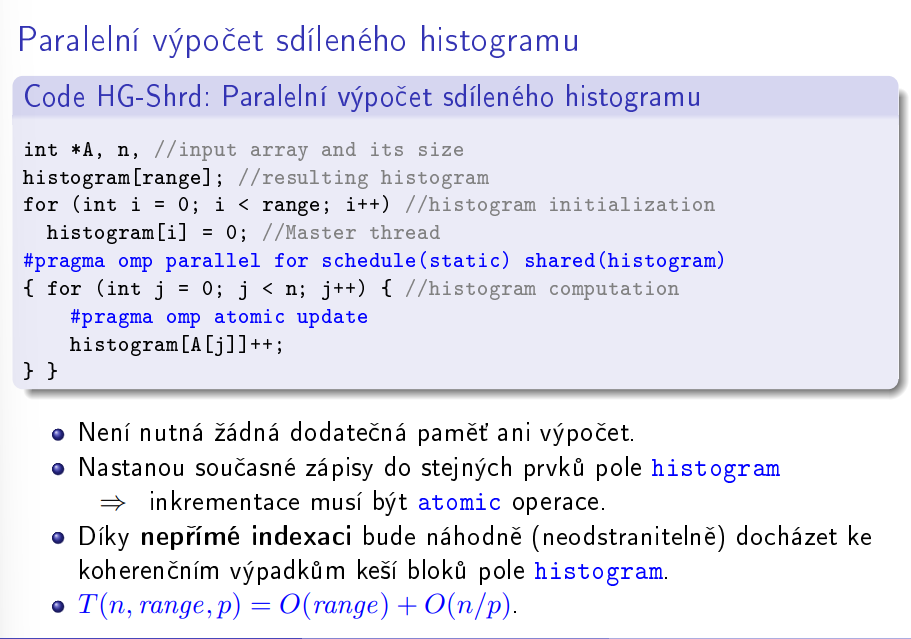 Paralelní výpočet sdíleného histogramu
Code HG-Shrd: Paralelní výpočet sdíleného histogramu
int *A, n, //input array and its size
histogram[range]; //resulting histogram
for (int i = 0; i < range; i++) //histogram initialization
  histogram[i] = 0; //Master thread
#pragma omp parallel for schedule(static) shared(histogram)
{ for (int j = 0; j < n; j++) { //histogram computation
    #pragma omp atomic update
    histogram[A[j]]++;
} }
Není nutná žádná dodatečná paměť ani výpočet.
Nastanou současné zápisy do stejných prvků pole histogram
⇒ inkrementace musí být atomic operace.
Díky nepřímé indexaci bude náhodně (neodstranitelně) docházet ke
koherenčním výpadkům keší bloků pole histogram.
T(n, range, p) = O(range) + O(n/p).